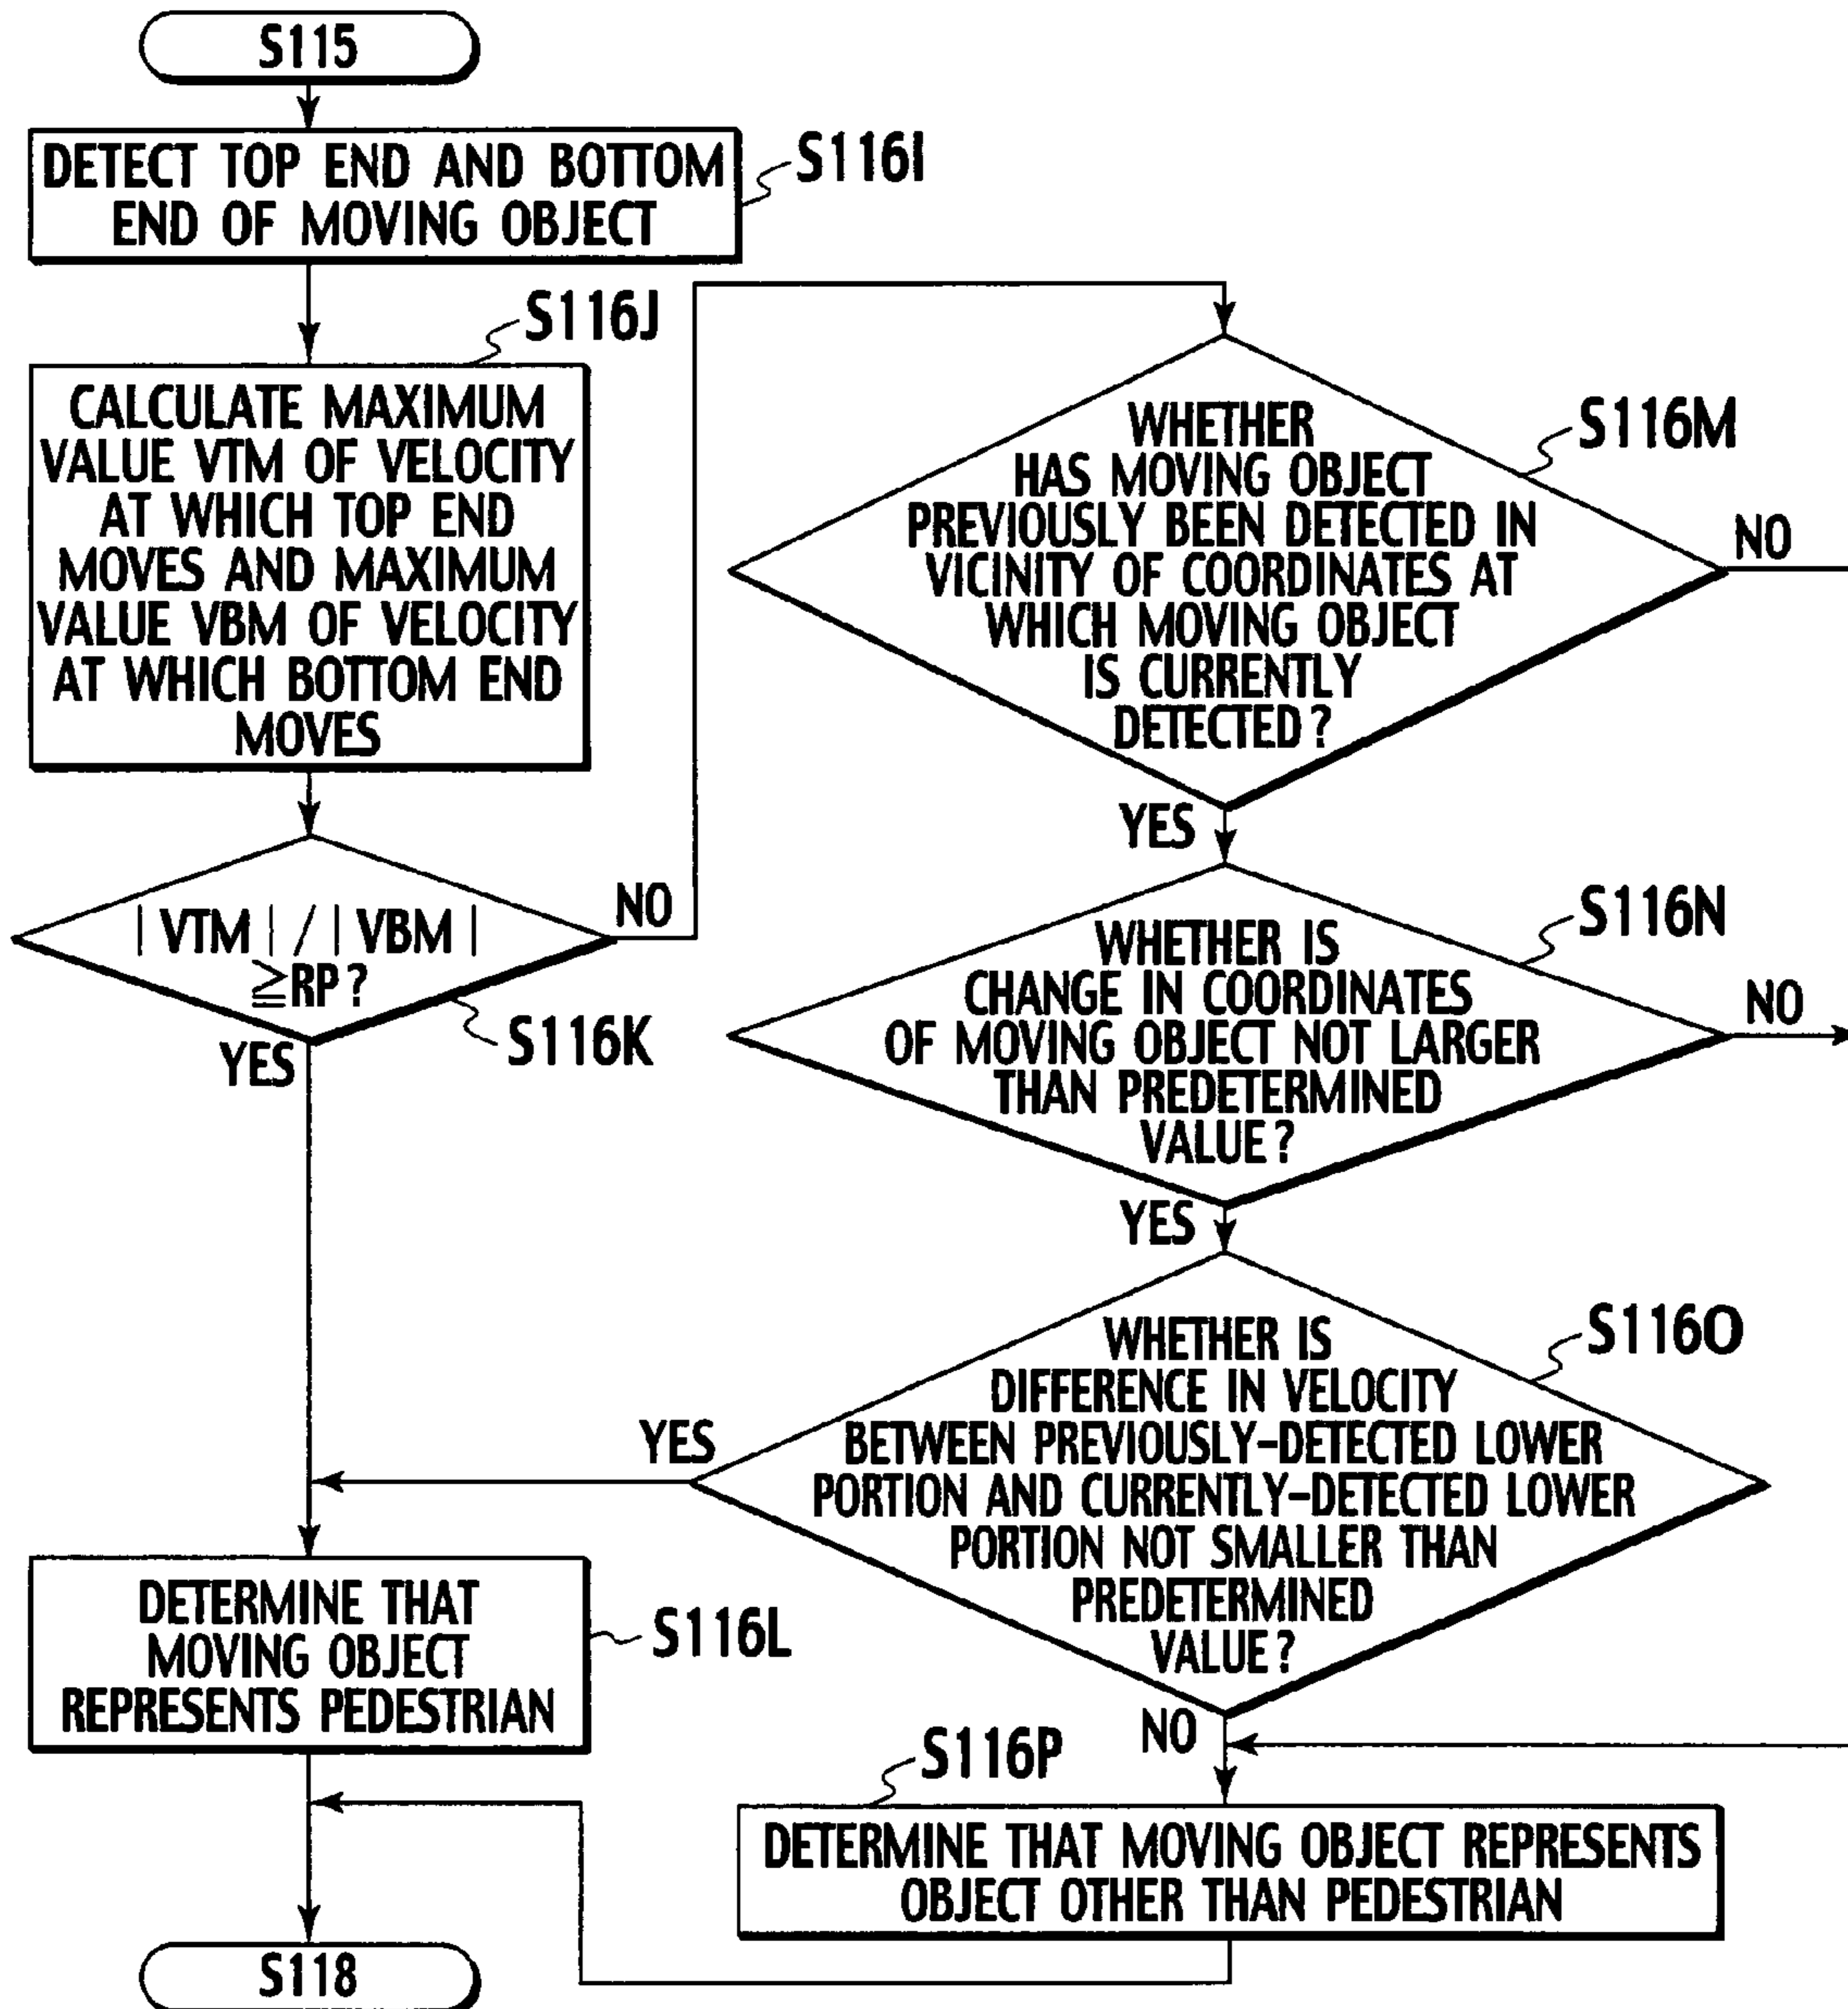 S115
DETECT TOP END AND BOTTOM
END OF MOVING OBJECT
S116I
S116J
CALCULATE MAXIMUM
VALUE VTM OF VELOCITY
AT WHICH TOP END
MOVES AND MAXIMUM
VALUE VBM OF VELOCITY
AT WHICH BOTTOM END
MOVES
| VTM | / | VBM |
≧RP?
NO
YES
S116K
WHETHER
HAS MOVING OBJECT
PREVIOUSLY BEEN DETECTED IN
VICINITY OF COORDINATES AT
WHICH MOVING OBJECT
IS CURRENTLY
DETECTED?
S116M
NO
YES
WHETHER IS
CHANGE IN COORDINATES
OF MOVING OBJECT NOT LARGER
THAN PREDETERMINED
VALUE?
S116N
NO
YES
WHETHER IS
DIFFERENCE IN VELOCITY
BETWEEN PREVIOUSLY-DETECTED LOWER
PORTION AND CURRENTLY-DETECTED LOWER
PORTION NOT SMALLER THAN
PREDETERMINED
VALUE?
S116O
YES
NO
DETERMINE THAT
MOVING OBJECT
REPRESENTS PEDESTRIAN
S116L
S116P
DETERMINE THAT MOVING OBJECT REPRESENTS
OBJECT OTHER THAN PEDESTRIAN
S118